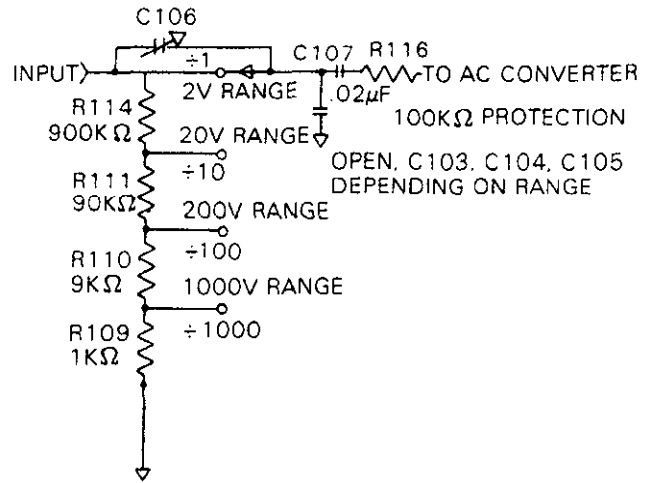 C106
INPUT
÷1
2V RANGE
C107
R116
TO AC CONVERTER
.02μF
100KΩ PROTECTION
R114
900KΩ
20V RANGE
÷10
OPEN, C103. C104, C105
DEPENDING ON RANGE
R111
90KΩ
200V RANGE
÷100
R110
9KΩ
1000V RANGE
÷1000
R109
1KΩ